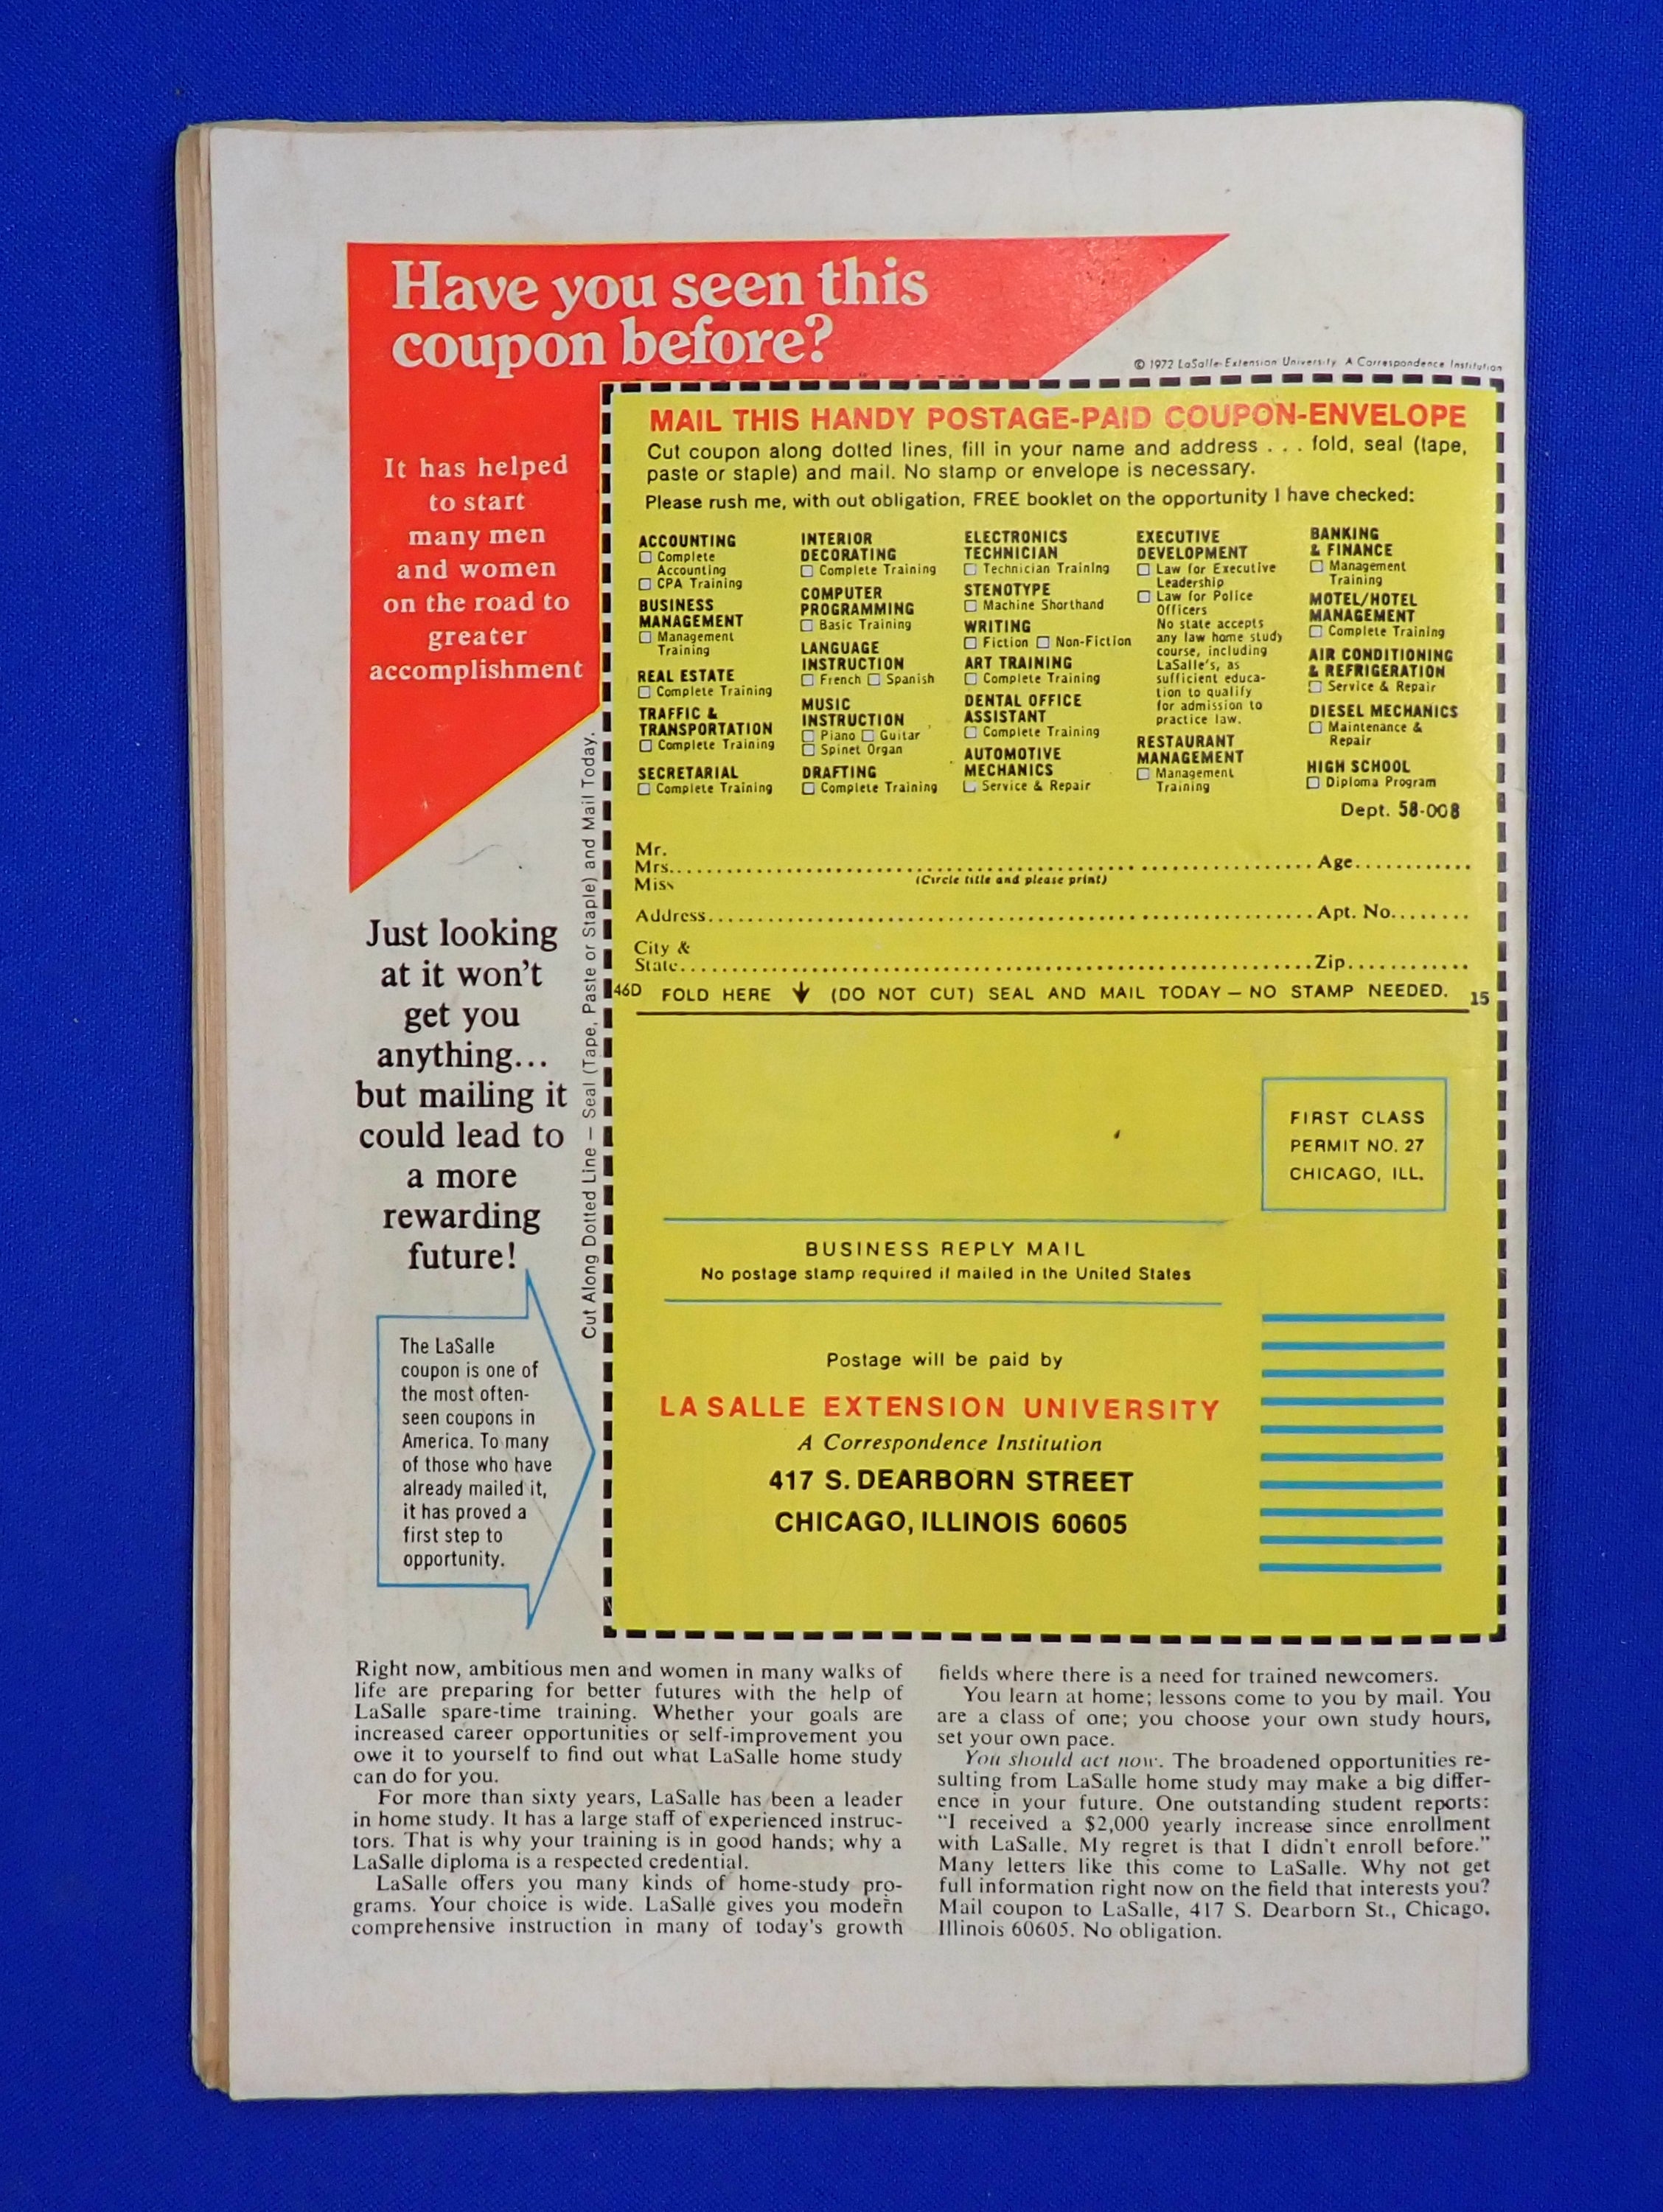 Have you seen this
coupon before?
It has helped
to start
many men
and women
on the road to
greater
accomplishment
Just looking
at it won't
get you
anything...
but mailing it
could lead to
a more
rewarding
future!
The LaSalle
coupon is one of
the most often-
seen coupons in
America. To many
of those who have
already mailed it,
it has proved a
first step to
opportunity.
Cut Along Dotted Line — Seal (Tape, Paste or Staple) and Mail Today.
© 1972 LaSalle Extension University. A Correspondence Institution
MAIL THIS HANDY POSTAGE-PAID COUPON-ENVELOPE
Cut coupon along dotted lines, fill in your name and address . . . fold, seal (tape,
paste or staple) and mail. No stamp or envelope is necessary.
Please rush me, with out obligation, FREE booklet on the opportunity I have checked:
ACCOUNTING
☐ Complete
Accounting
☐ CPA Training
BUSINESS
MANAGEMENT
☐ Management
Training
REAL ESTATE
☐ Complete Training
TRAFFIC &
TRANSPORTATION
☐ Complete Training
SECRETARIAL
☐ Complete Training
INTERIOR
DECORATING
☐ Complete Training
COMPUTER
PROGRAMMING
☐ Basic Training
LANGUAGE
INSTRUCTION
☐ French ☐ Spanish
MUSIC
INSTRUCTION
☐ Piano ☐ Guitar
☐ Spinet Organ
DRAFTING
☐ Complete Training
ELECTRONICS
TECHNICIAN
☐ Technician Training
STENOTYPE
☐ Machine Shorthand
WRITING
☐ Fiction ☐ Non-Fiction
ART TRAINING
☐ Complete Training
DENTAL OFFICE
ASSISTANT
☐ Complete Training
AUTOMOTIVE
MECHANICS
☐ Service & Repair
EXECUTIVE
DEVELOPMENT
☐ Law for Executive
Leadership
☐ Law for Police
Officers
No state accepts
any law home study
course, including
LaSalle's, as
sufficient educa-
tion to qualify
for admission to
practice law.
RESTAURANT
MANAGEMENT
☐ Management
Training
BANKING
& FINANCE
☐ Management
Training
MOTEL/HOTEL
MANAGEMENT
☐ Complete Training
AIR CONDITIONING
& REFRIGERATION
☐ Service & Repair
DIESEL MECHANICS
☐ Maintenance &
Repair
HIGH SCHOOL
☐ Diploma Program
Dept. 58-008
Mr.
Mrs. Age
Miss (Circle title and please print)
Address Apt. No.
City &
State Zip
46D FOLD HERE ↓ (DO NOT CUT) SEAL AND MAIL TODAY — NO STAMP NEEDED. 15
FIRST CLASS
PERMIT NO. 27
CHICAGO, ILL.
BUSINESS REPLY MAIL
No postage stamp required if mailed in the United States
Postage will be paid by
LA SALLE EXTENSION UNIVERSITY
A Correspondence Institution
417 S. DEARBORN STREET
CHICAGO, ILLINOIS 60605
Right now, ambitious men and women in many walks of
life are preparing for better futures with the help of
LaSalle spare-time training. Whether your goals are
increased career opportunities or self-improvement you
owe it to yourself to find out what LaSalle home study
can do for you.
For more than sixty years, LaSalle has been a leader
in home study. It has a large staff of experienced instruc-
tors. That is why your training is in good hands; why a
LaSalle diploma is a respected credential.
LaSalle offers you many kinds of home-study pro-
grams. Your choice is wide. LaSalle gives you modern
comprehensive instruction in many of today's growth
fields where there is a need for trained newcomers.
You learn at home; lessons come to you by mail. You
are a class of one; you choose your own study hours,
set your own pace.
You should act now. The broadened opportunities re-
sulting from LaSalle home study may make a big differ-
ence in your future. One outstanding student reports:
"I received a $2,000 yearly increase since enrollment
with LaSalle. My regret is that I didn't enroll before."
Many letters like this come to LaSalle. Why not get
full information right now on the field that interests you?
Mail coupon to LaSalle, 417 S. Dearborn St., Chicago,
Illinois 60605. No obligation.